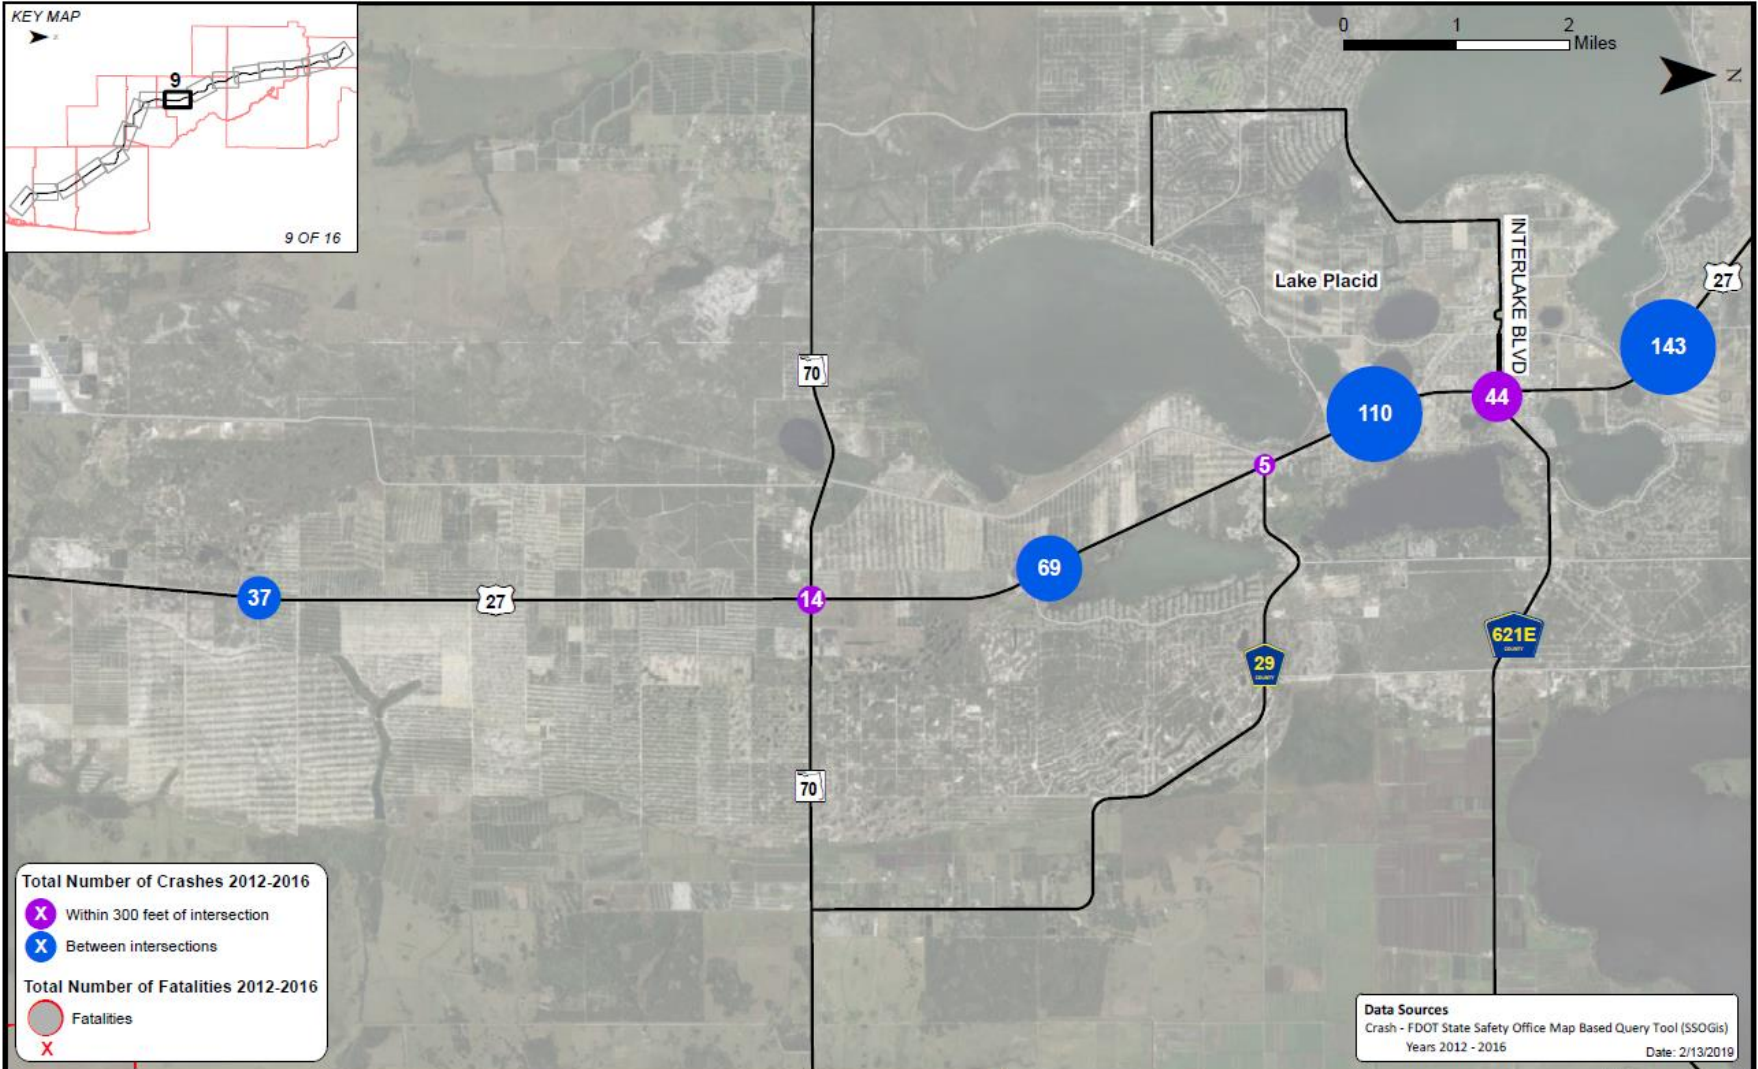 KEY MAP
N
9
9 OF 16
0 1 2
Miles
N
INTERLAKE BLVD
Lake Placid
27
143
70
44
110
5
69
37
27
14
29
COUNTY
621E
COUNTY
70
Total Number of Crashes 2012-2016
X Within 300 feet of intersection
X Between intersections
Total Number of Fatalities 2012-2016
Fatalities
X
Data Sources
Crash - FDOT State Safety Office Map Based Query Tool (SSOGis)
Years 2012 - 2016
Date: 2/13/2019